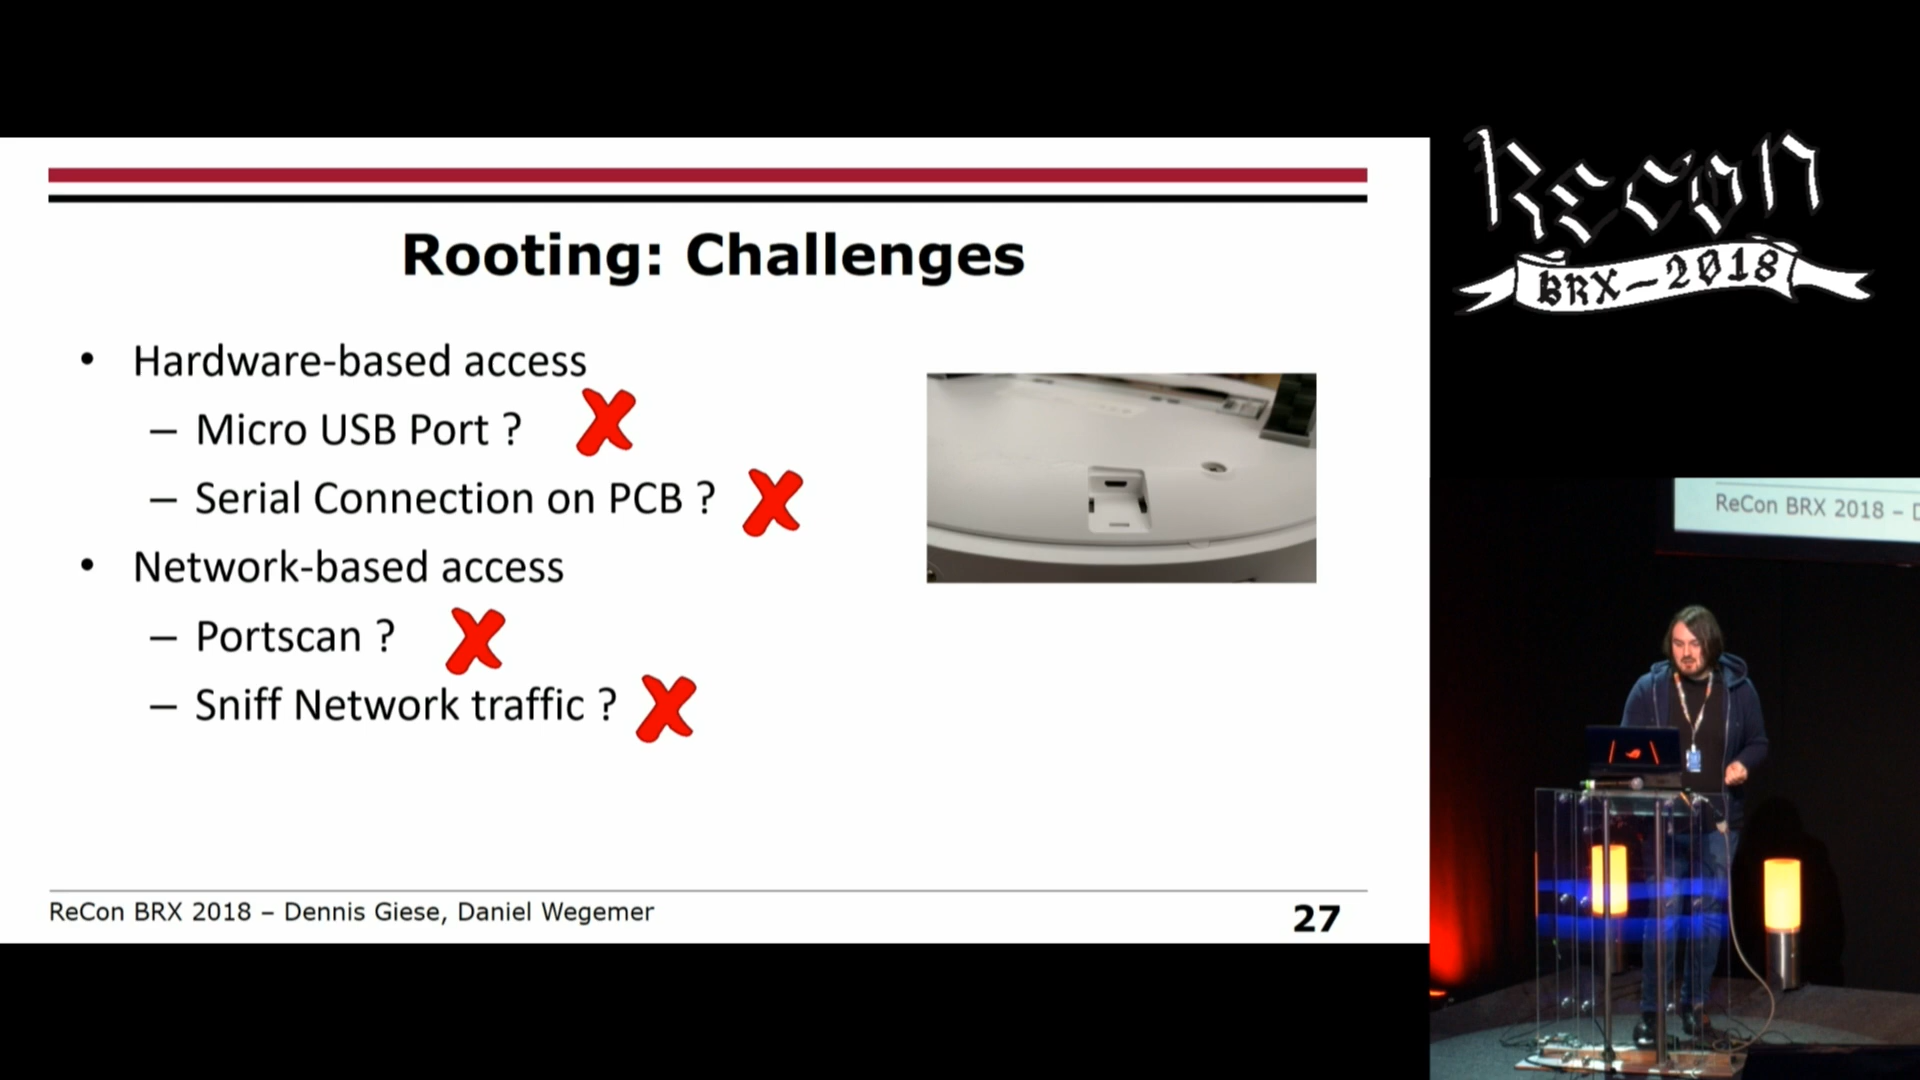 Rooting: Challenges
• Hardware-based access
– Micro USB Port ?
– Serial Connection on PCB ?
• Network-based access
– Portscan ?
– Sniff Network traffic ?
ReCon BRX 2018 – Dennis Giese, Daniel Wegemer
27
Recon
BRX-2018
ReCon BRX 2018 – D